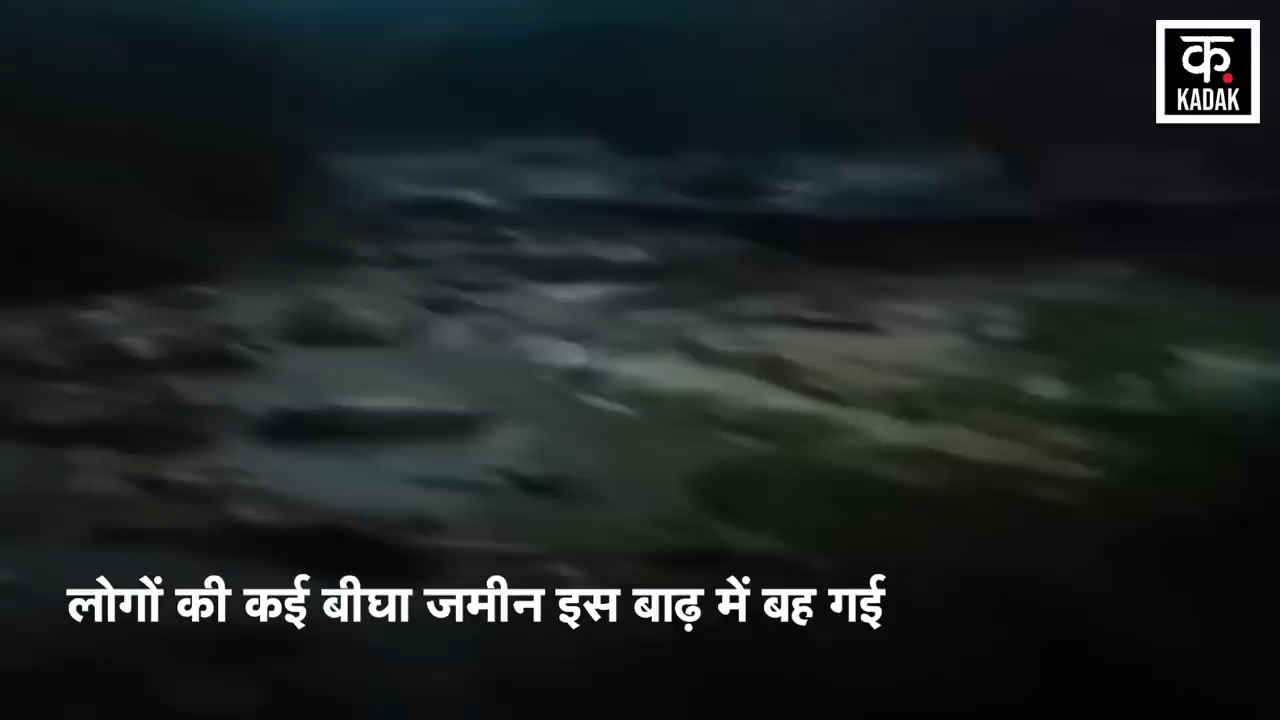 क
KADAK
लोगों की कई बीघा जमीन इस बाढ़ में बह गई